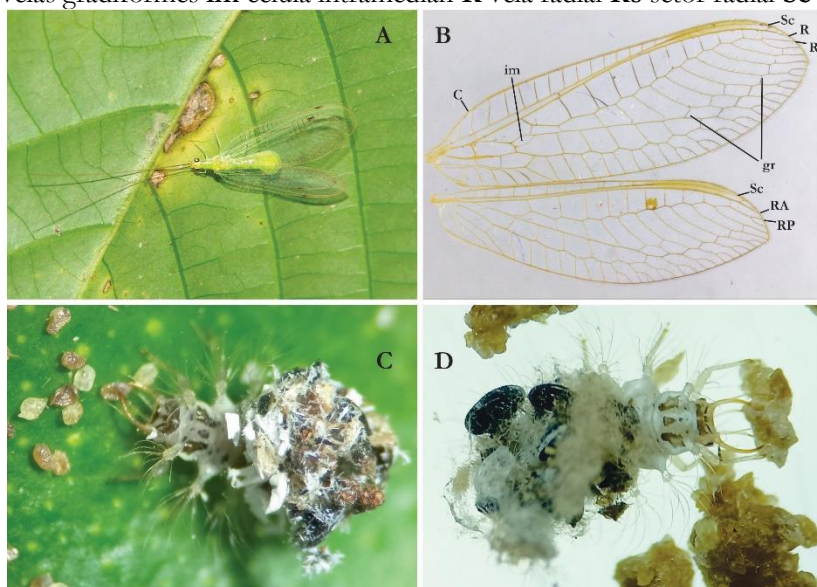 veias gradiformes im célula intramedian R veia radial Rs setor radial Sc
A
B
Sc
R
R
im
C
gr
Sc
RA
RP
C
D